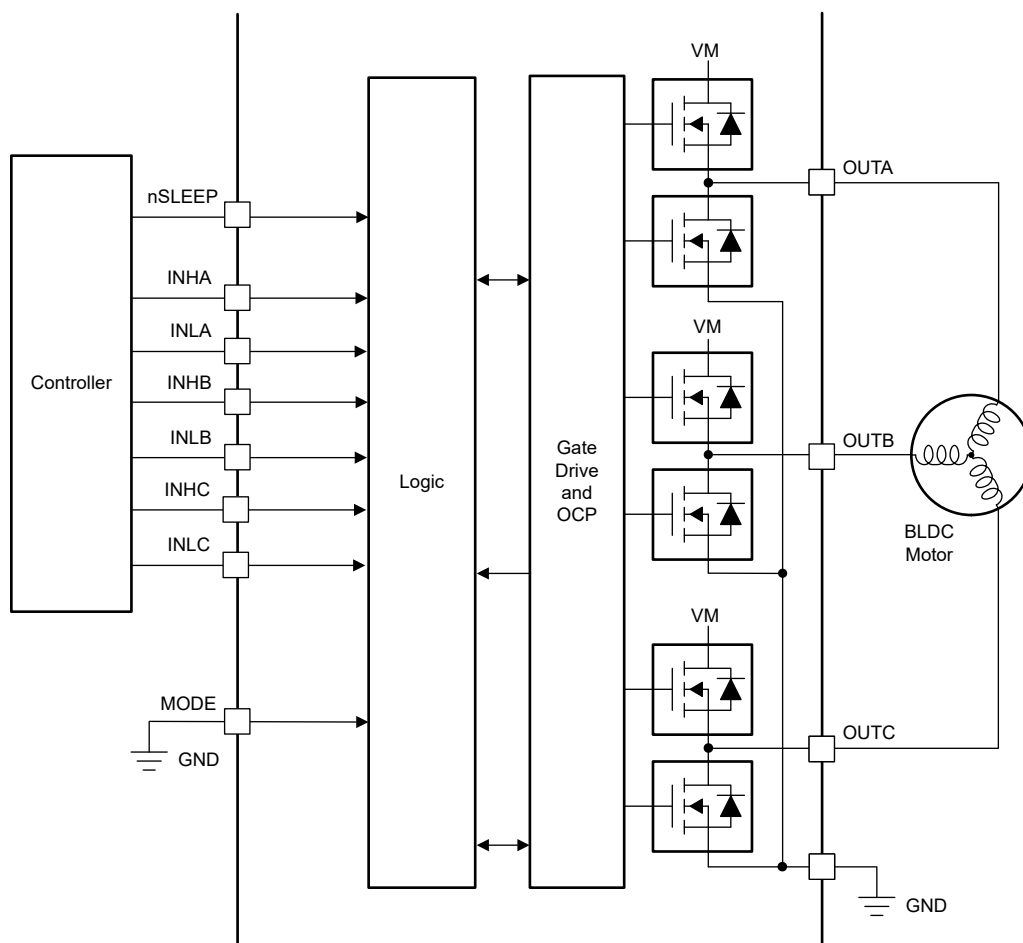 VM
nSLEEP
OUTA
INHA
INLA
VM
Controller
INHB
OUTB
INLB
Logic
Gate
Drive
and
OCP
INHC
BLDC
Motor
INLC
VM
MODE
GND
OUTC
GND